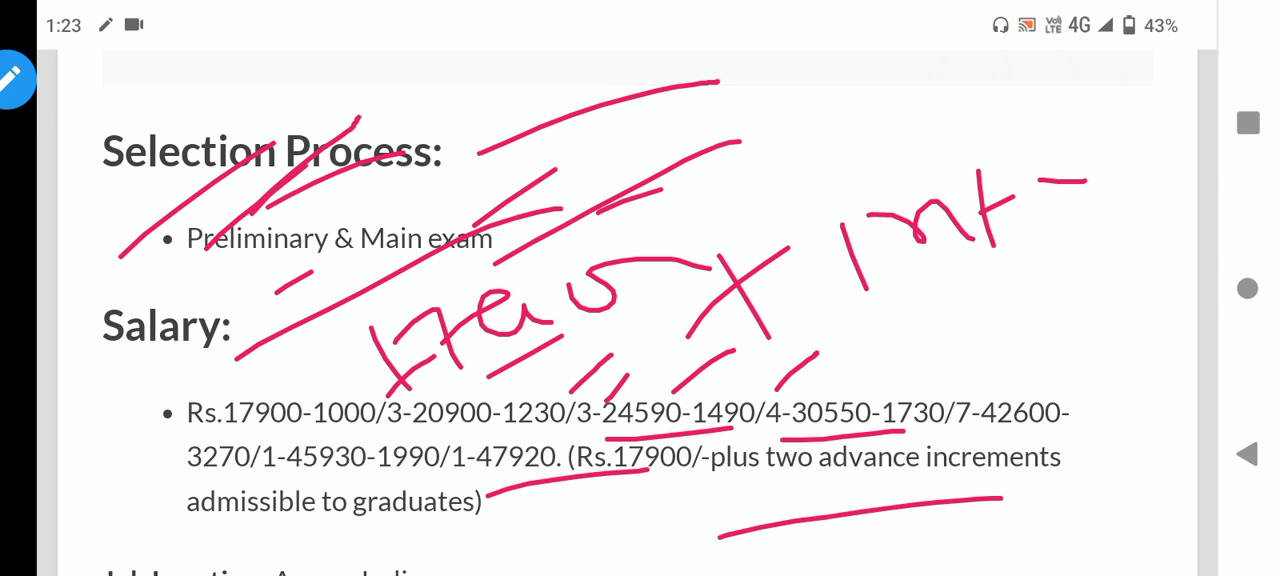 1:23 4G 43%
Selection Process:
• Preliminary & Main exam
Salary:
• Rs.17900-1000/3-20900-1230/3-24590-1490/4-30550-1730/7-42600-
3270/1-45930-1990/1-47920. (Rs.17900/-plus two advance increments
admissible to graduates)